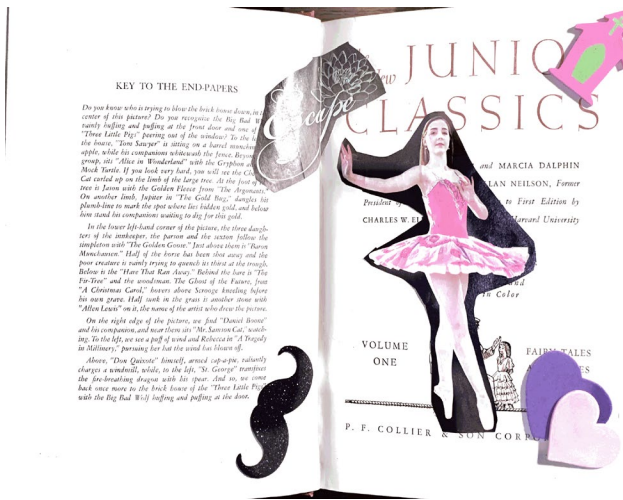 KEY TO THE END-PAPERS
Do you know who is trying to blow the brick house down, in
center of this picture? Do you recognize the Big Bad
vainly huffing and puffing at the front door and one of
"Three Little Pigs" peering out of the window? To the
the house, "Tom Sawyer" is sitting on a barrel
apple, while his companions whitewash the fence. Beyond
group, sits "Alice in Wonderland" with the Gryphon
Mock Turtle. If you look very hard, you will see the
Cat curled up on the limb of the large tree. At the foot of
tree is Jason with the Golden Fleece from "The Argonauts."
On another limb, Jupiter in "The Gold Bug," dangles his
plumb-line to mark the spot where lies hidden gold, and below
him stand his companions waiting to dig for this gold.
In the lower left-hand corner of the picture, the three daugh-
ters of the innkeeper, the parson and the sexton follow the
simpleton with "The Golden Goose." Just above them is "Baron
Munchausen." Half of the horse has been shot away and the
poor creature is vainly trying to quench its thirst at the trough.
Below is the "Hare That Ran Away." Behind the hare is "The
Fir-Tree" and the woodsman. The Ghost of the Future, from
"A Christmas Carol," hovers above Scrooge kneeling before
his own grave. Half sunk in the grass is another stone with
"Allen Lewis" on it, the name of the artist who drew the picture.
On the right edge of the picture, we find "Daniel Boone"
and his companion, and near them sits "Mr. Samson Cat," watch-
ing. To the left, we see a puff of wind and Rebecca in "A Tragedy
in Millinery," pursuing her hat the wind has blown off.
Above, "Don Quixote" himself, armed cap-a-pie, valiantly
charges a windmill, while, to the left, "St. George" transfixes
the fire-breathing dragon with his spear. And so, we come
back once more to the brick house of the "Three Little Pigs"
with the Big Bad Wolf huffing and puffing at the door.
Escape
JUNIO
CLASSICS
and MARCIA DALPHIN
LAN NEILSON, Former
President of to First Edition by
CHARLES W. EL Harvard University
in Color
VOLUME
ONE
FAIRY TALES
P. F. COLLIER & SON CORPO